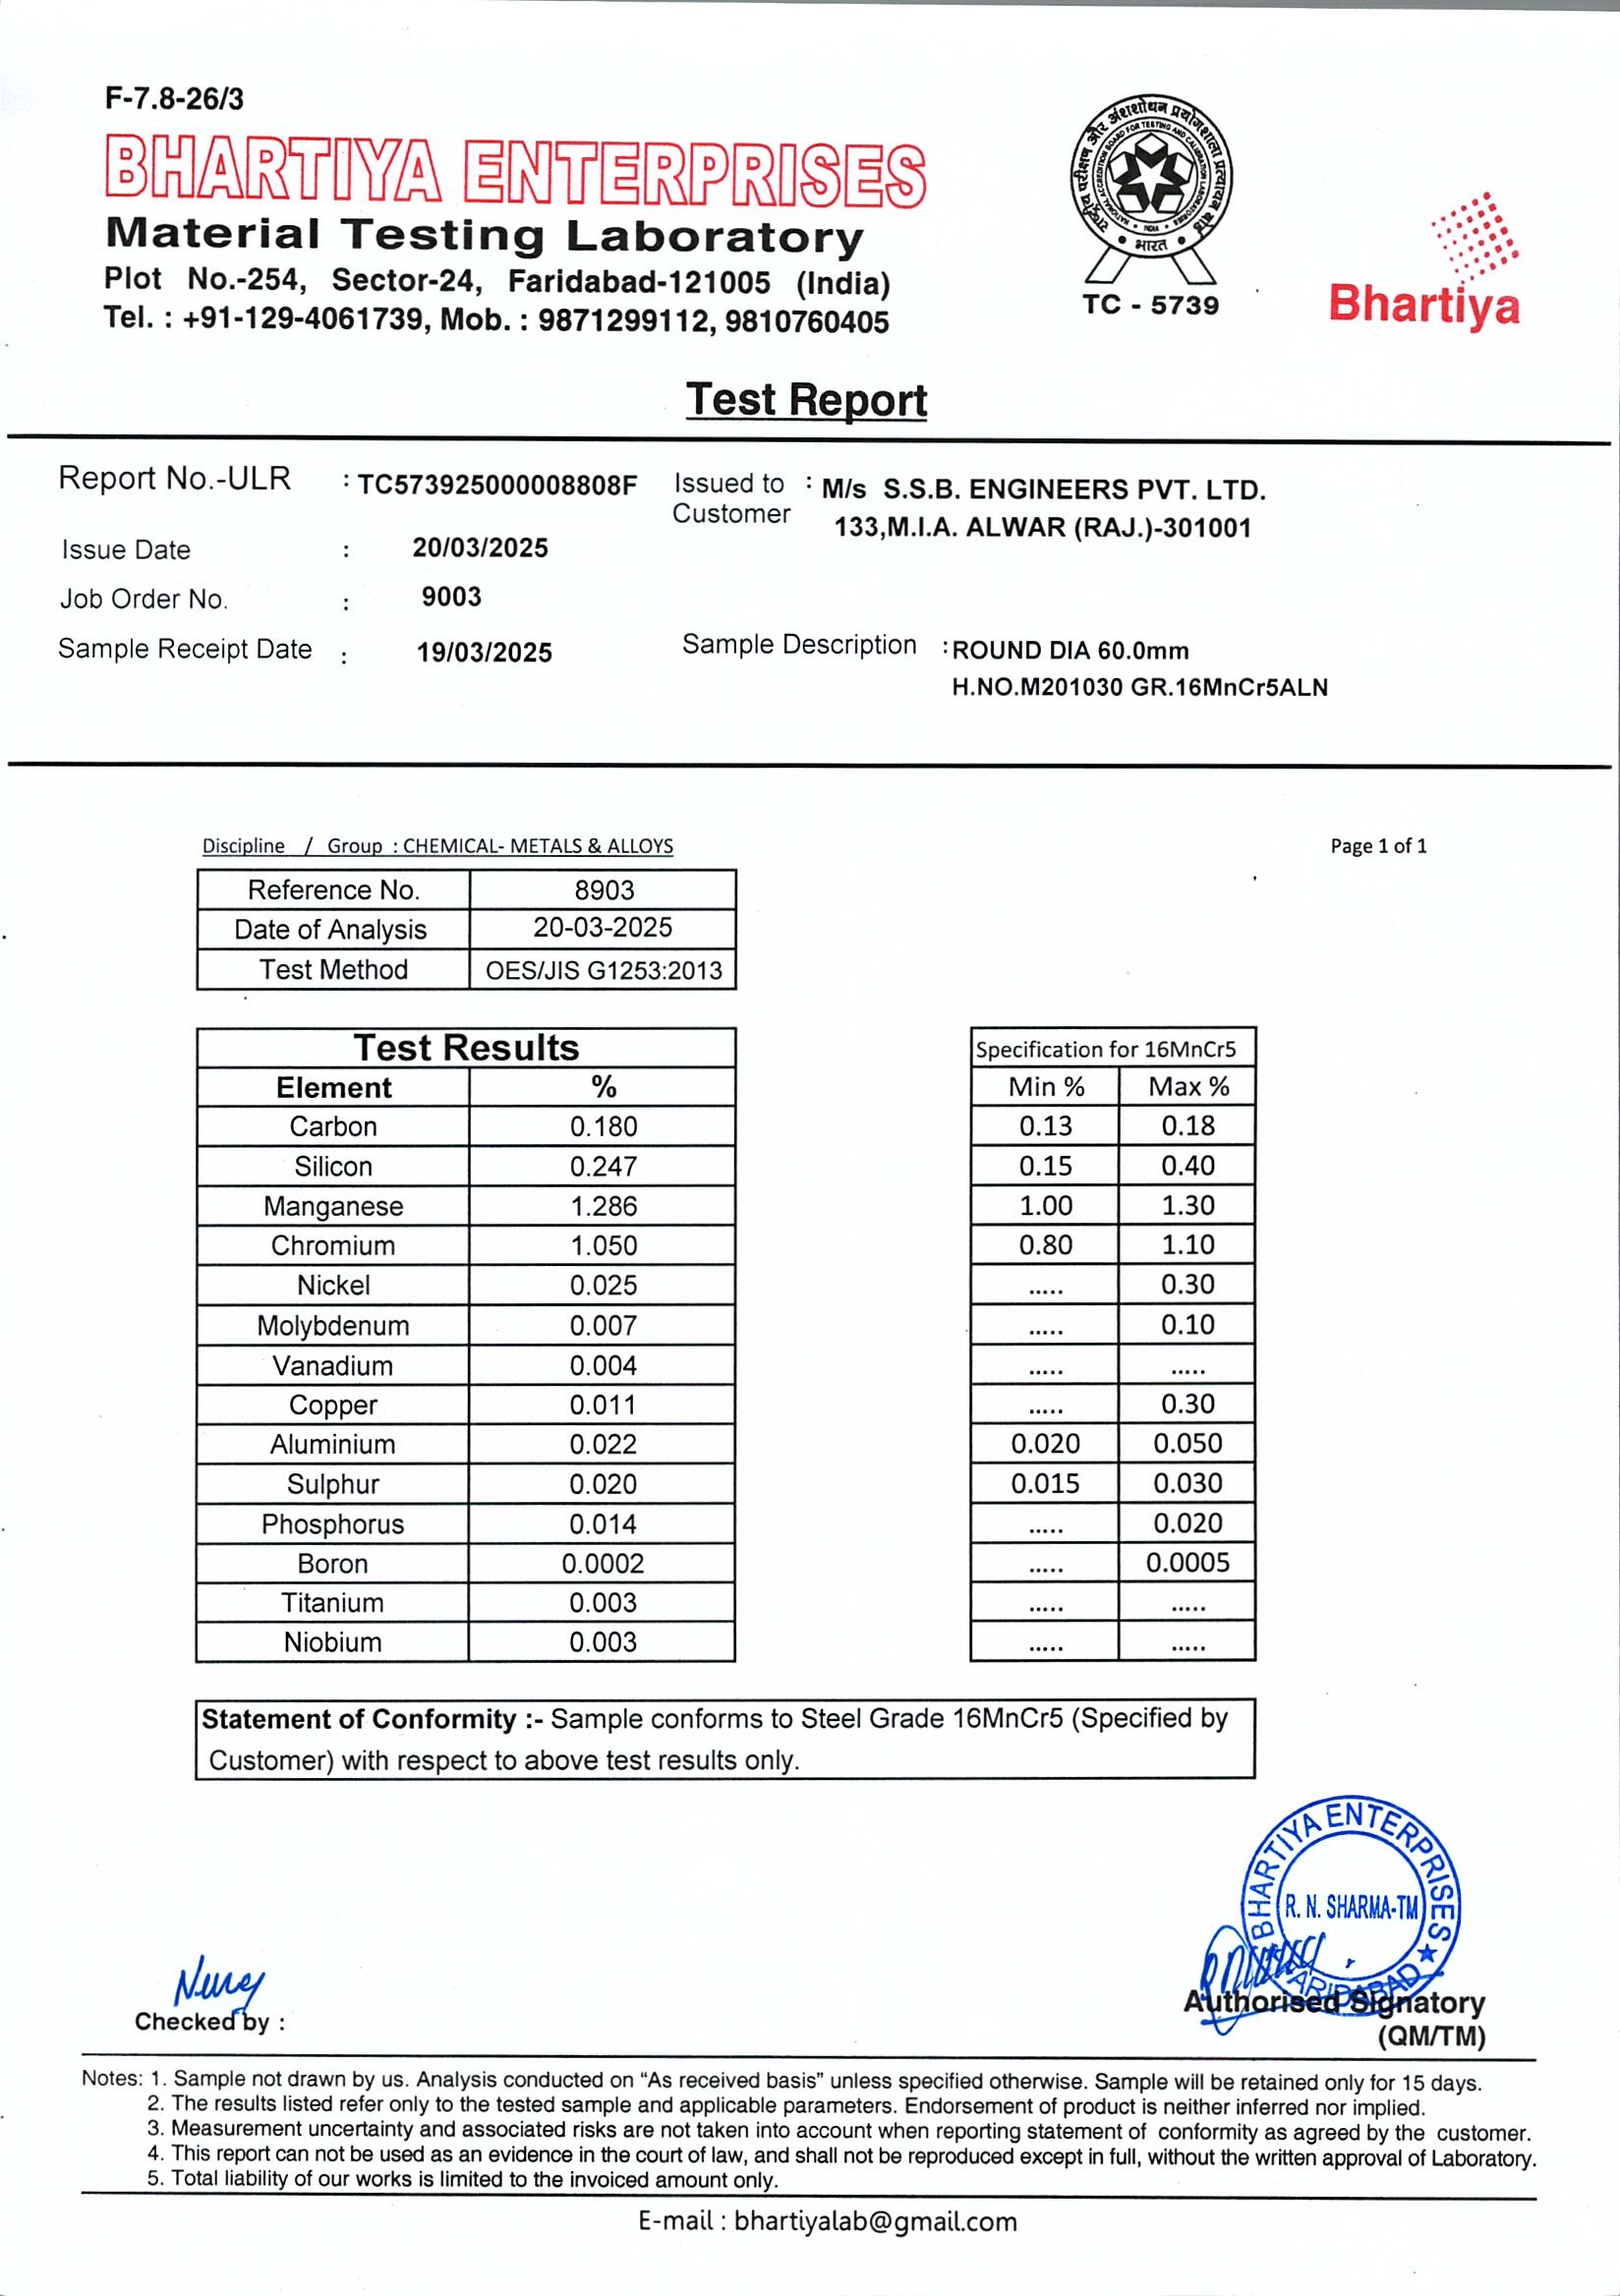 F-7.8-26/3
BHARTIYA ENTERPRISES
Material Testing Laboratory
Plot No.-254, Sector-24, Faridabad-121005 (India)
Tel. : +91-129-4061739, Mob. : 9871299112, 9810760405
राष्ट्रीय परीक्षण और अंशशोधन प्रयोगशाला प्रत्यायन बोर्ड
NATIONAL ACCREDITATION BOARD FOR TESTING AND CALIBRATION LABORATORIES
INDIA
भारत
TC - 5739
Bhartiya
Test Report
Report No.-ULR : TC573925000008808F
Issue Date : 20/03/2025
Job Order No. : 9003
Sample Receipt Date : 19/03/2025
Issued to : M/s S.S.B. ENGINEERS PVT. LTD.
Customer 133,M.I.A. ALWAR (RAJ.)-301001
Sample Description : ROUND DIA 60.0mm
H.NO.M201030 GR.16MnCr5ALN
Discipline / Group : CHEMICAL- METALS & ALLOYS
Page 1 of 1
Reference No. 8903
Date of Analysis 20-03-2025
Test Method OES/JIS G1253:2013
Test Results Specification for 16MnCr5
Element % Min % Max %
Carbon 0.180 0.13 0.18
Silicon 0.247 0.15 0.40
Manganese 1.286 1.00 1.30
Chromium 1.050 0.80 1.10
Nickel 0.025 ..... 0.30
Molybdenum 0.007 ..... 0.10
Vanadium 0.004 ..... .....
Copper 0.011 ..... 0.30
Aluminium 0.022 0.020 0.050
Sulphur 0.020 0.015 0.030
Phosphorus 0.014 ..... 0.020
Boron 0.0002 ..... 0.0005
Titanium 0.003 ..... .....
Niobium 0.003 ..... .....
Statement of Conformity :- Sample conforms to Steel Grade 16MnCr5 (Specified by
Customer) with respect to above test results only.
BHARTIYA ENTERPRISES
R. N. SHARMA-TM
FARIDABAD
Checked by :
Authorised Signatory
(QM/TM)
Notes: 1. Sample not drawn by us. Analysis conducted on “As received basis” unless specified otherwise. Sample will be retained only for 15 days.
2. The results listed refer only to the tested sample and applicable parameters. Endorsement of product is neither inferred nor implied.
3. Measurement uncertainty and associated risks are not taken into account when reporting statement of conformity as agreed by the customer.
4. This report can not be used as an evidence in the court of law, and shall not be reproduced except in full, without the written approval of Laboratory.
5. Total liability of our works is limited to the invoiced amount only.
E-mail : bhartiyalab@gmail.com